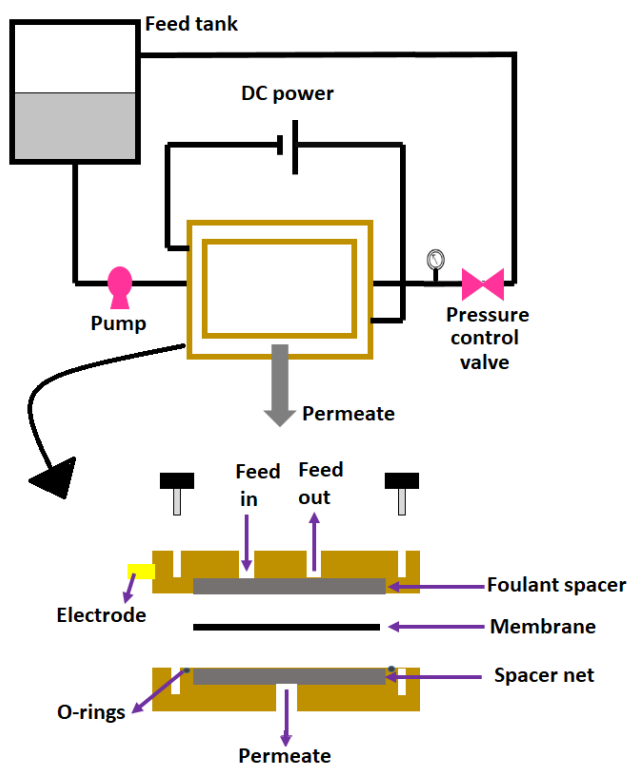 Feed tank
DC power
Pump
Pressure
control
valve
Permeate
Feed
in
Feed
out
Electrode
Foulant spacer
Membrane
Spacer net
O-rings
Permeate